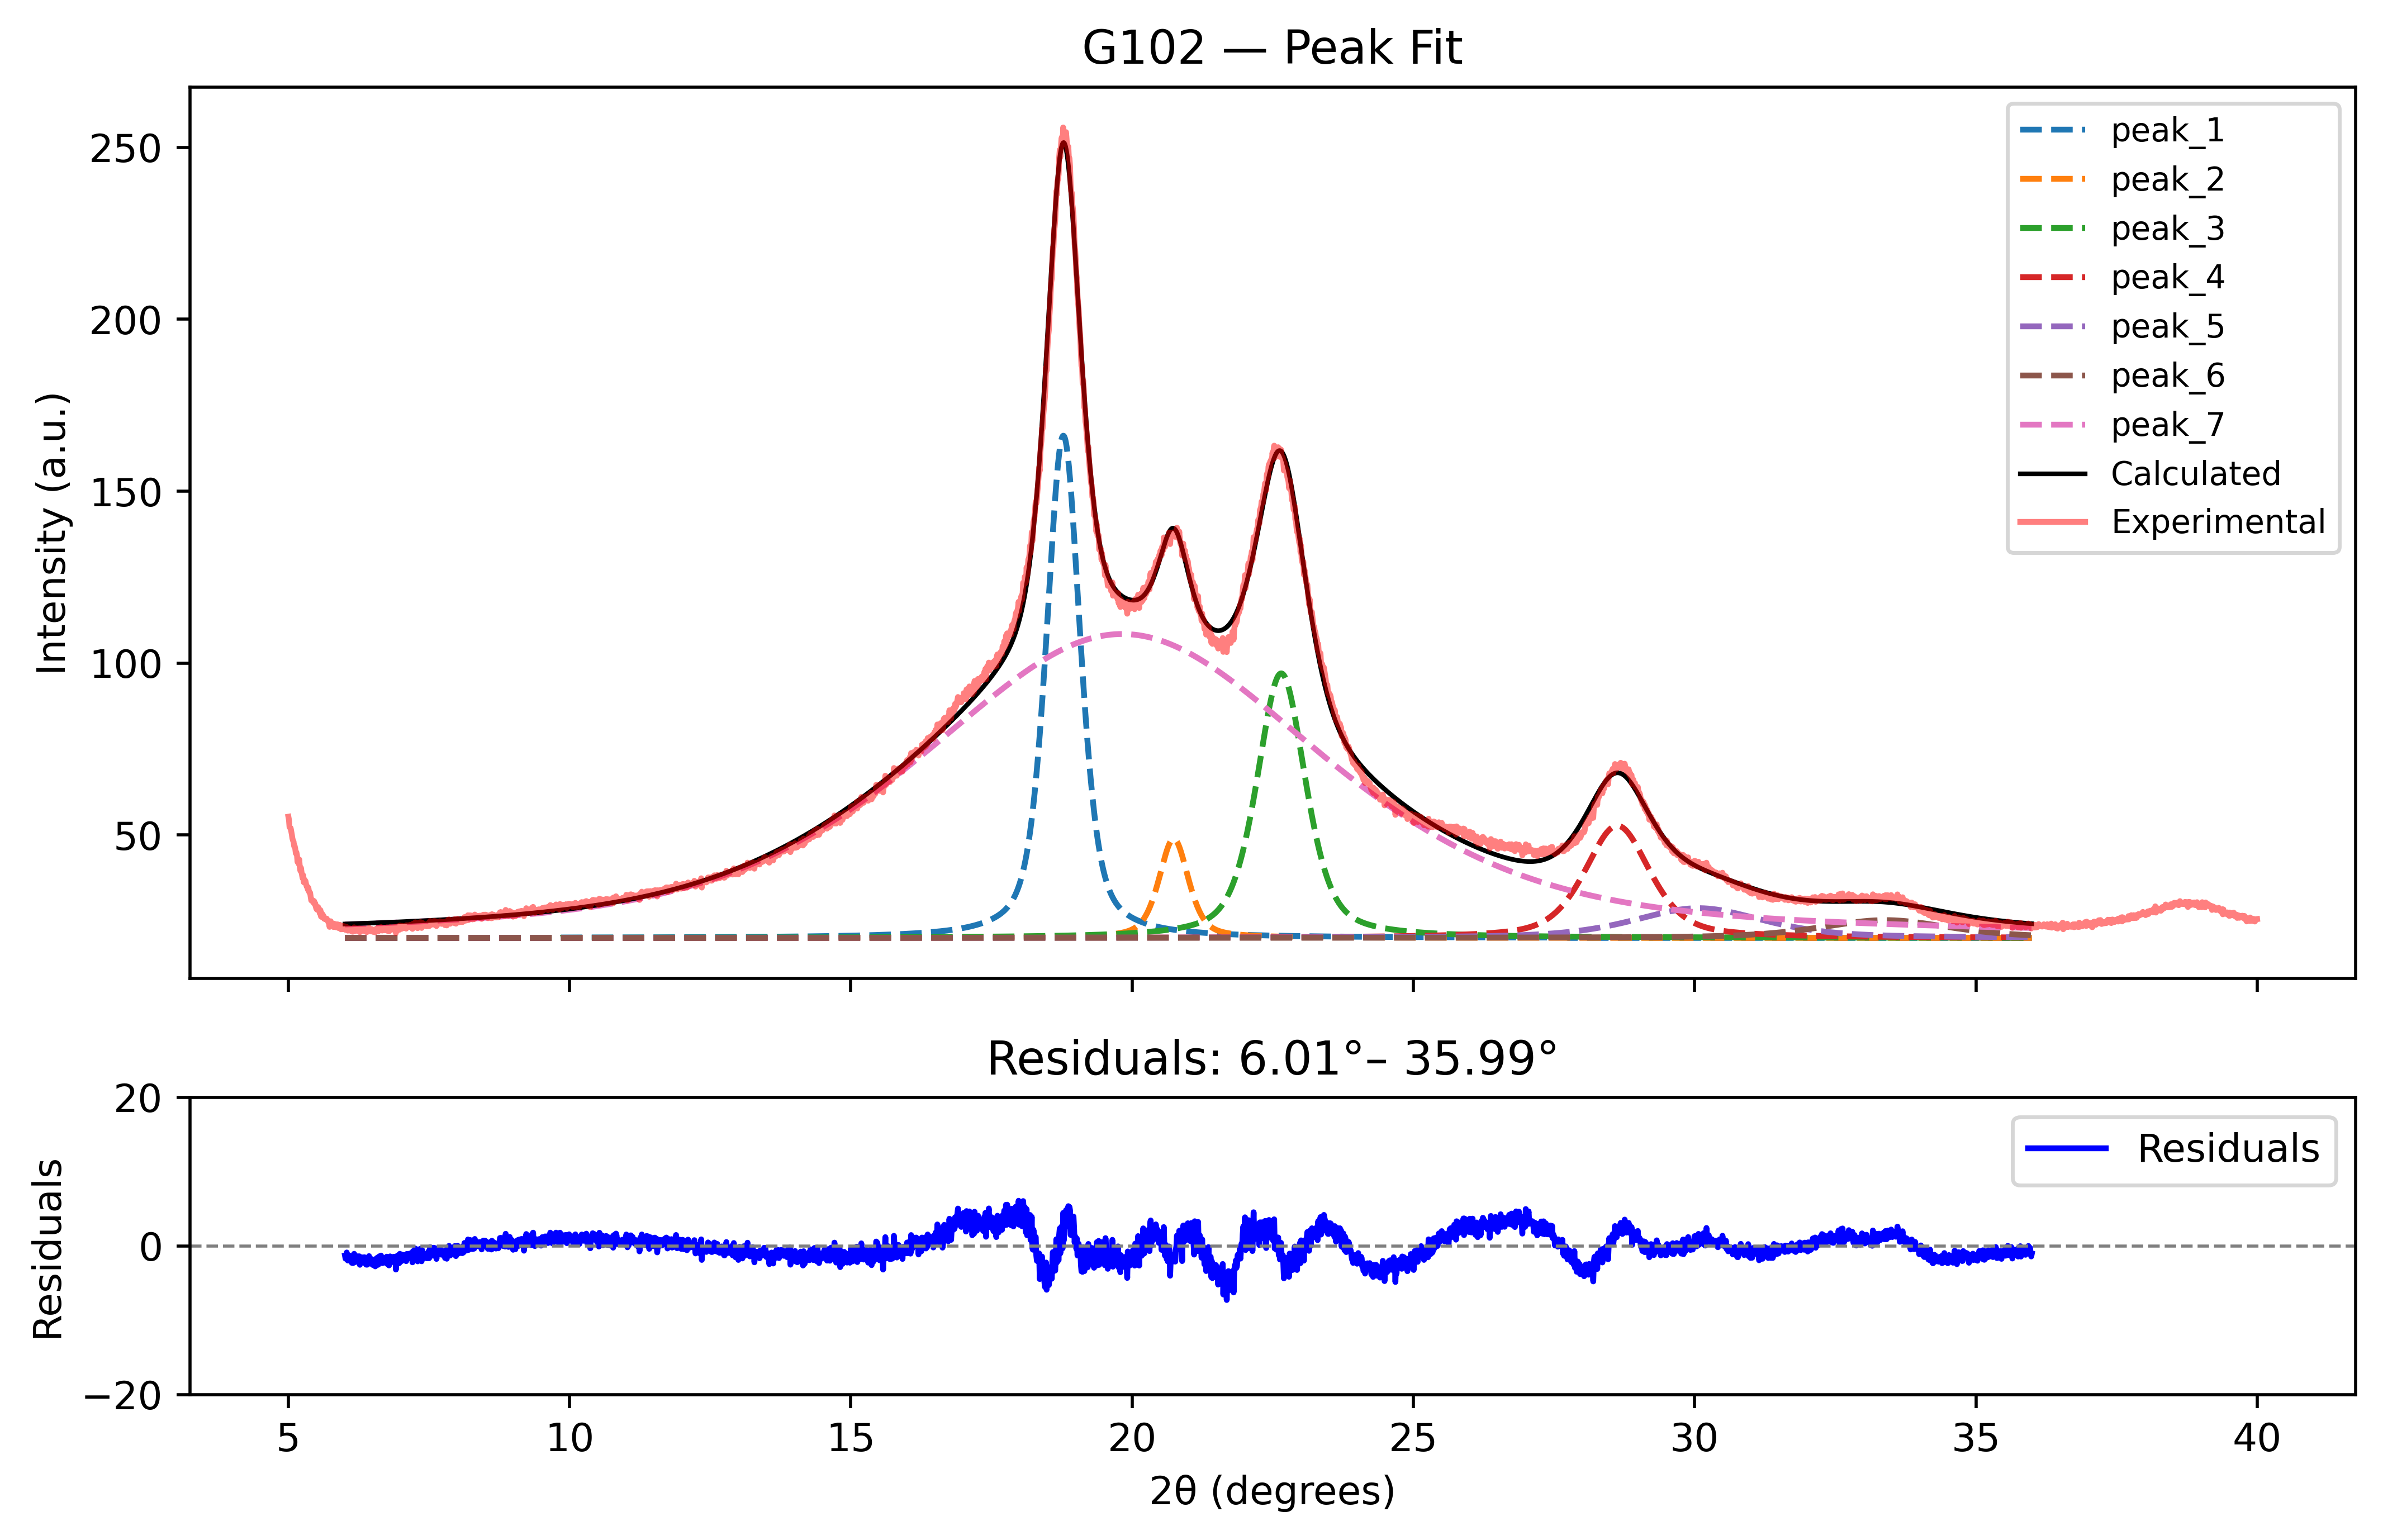 G102 — Peak Fit
Intensity (a.u.)
250
200
150
100
50
peak_1
peak_2
peak_3
peak_4
peak_5
peak_6
peak_7
Calculated
Experimental
Residuals: 6.01°– 35.99°
Residuals
20
0
−20
Residuals
5 10 15 20 25 30 35 40
2θ (degrees)